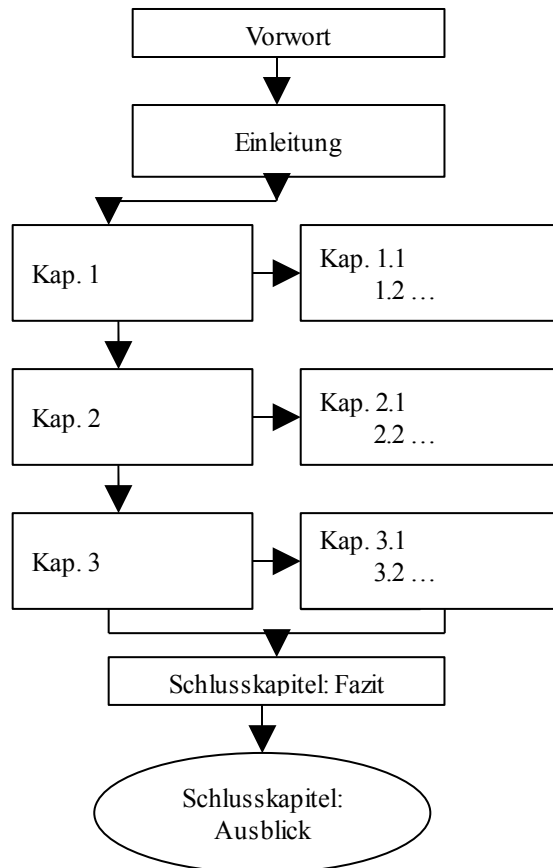 Vorwort
Einleitung
Kap. 1
Kap. 1.1
1.2 …
Kap. 2
Kap. 2.1
2.2 …
Kap. 3
Kap. 3.1
3.2 …
Schlusskapitel: Fazit
Schlusskapitel:
Ausblick